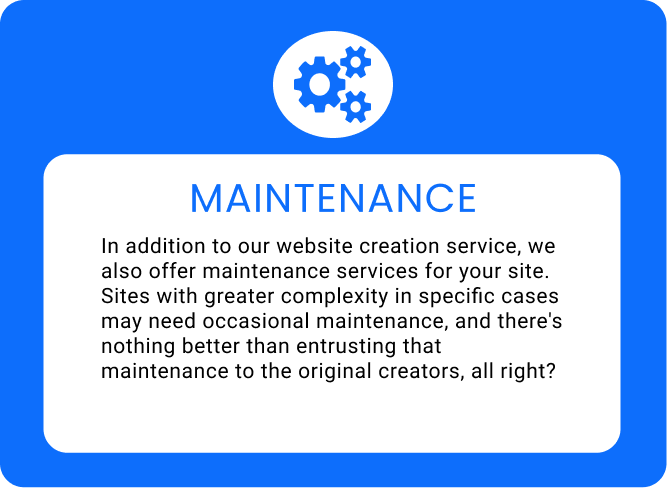 MAINTENANCE
In addition to our website creation service, we
also offer maintenance services for your site.
Sites with greater complexity in specific cases
may need occasional maintenance, and there's
nothing better than entrusting that
maintenance to the original creators, all right?